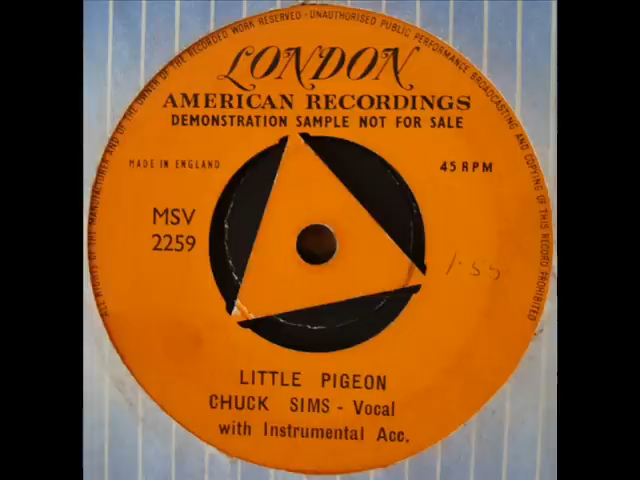 ALL RIGHTS OF THE MANUFACTURER AND OF THE OWNER OF THE RECORDED WORK RESERVED - UNAUTHORISED PUBLIC PERFORMANCE BROADCASTING AND COPYING OF THIS RECORD PROHIBITED
LONDON
AMERICAN RECORDINGS
DEMONSTRATION SAMPLE NOT FOR SALE
MADE IN ENGLAND
45 RPM
MSV
2259
LITTLE PIGEON
CHUCK SIMS - Vocal
with Instrumental Acc.